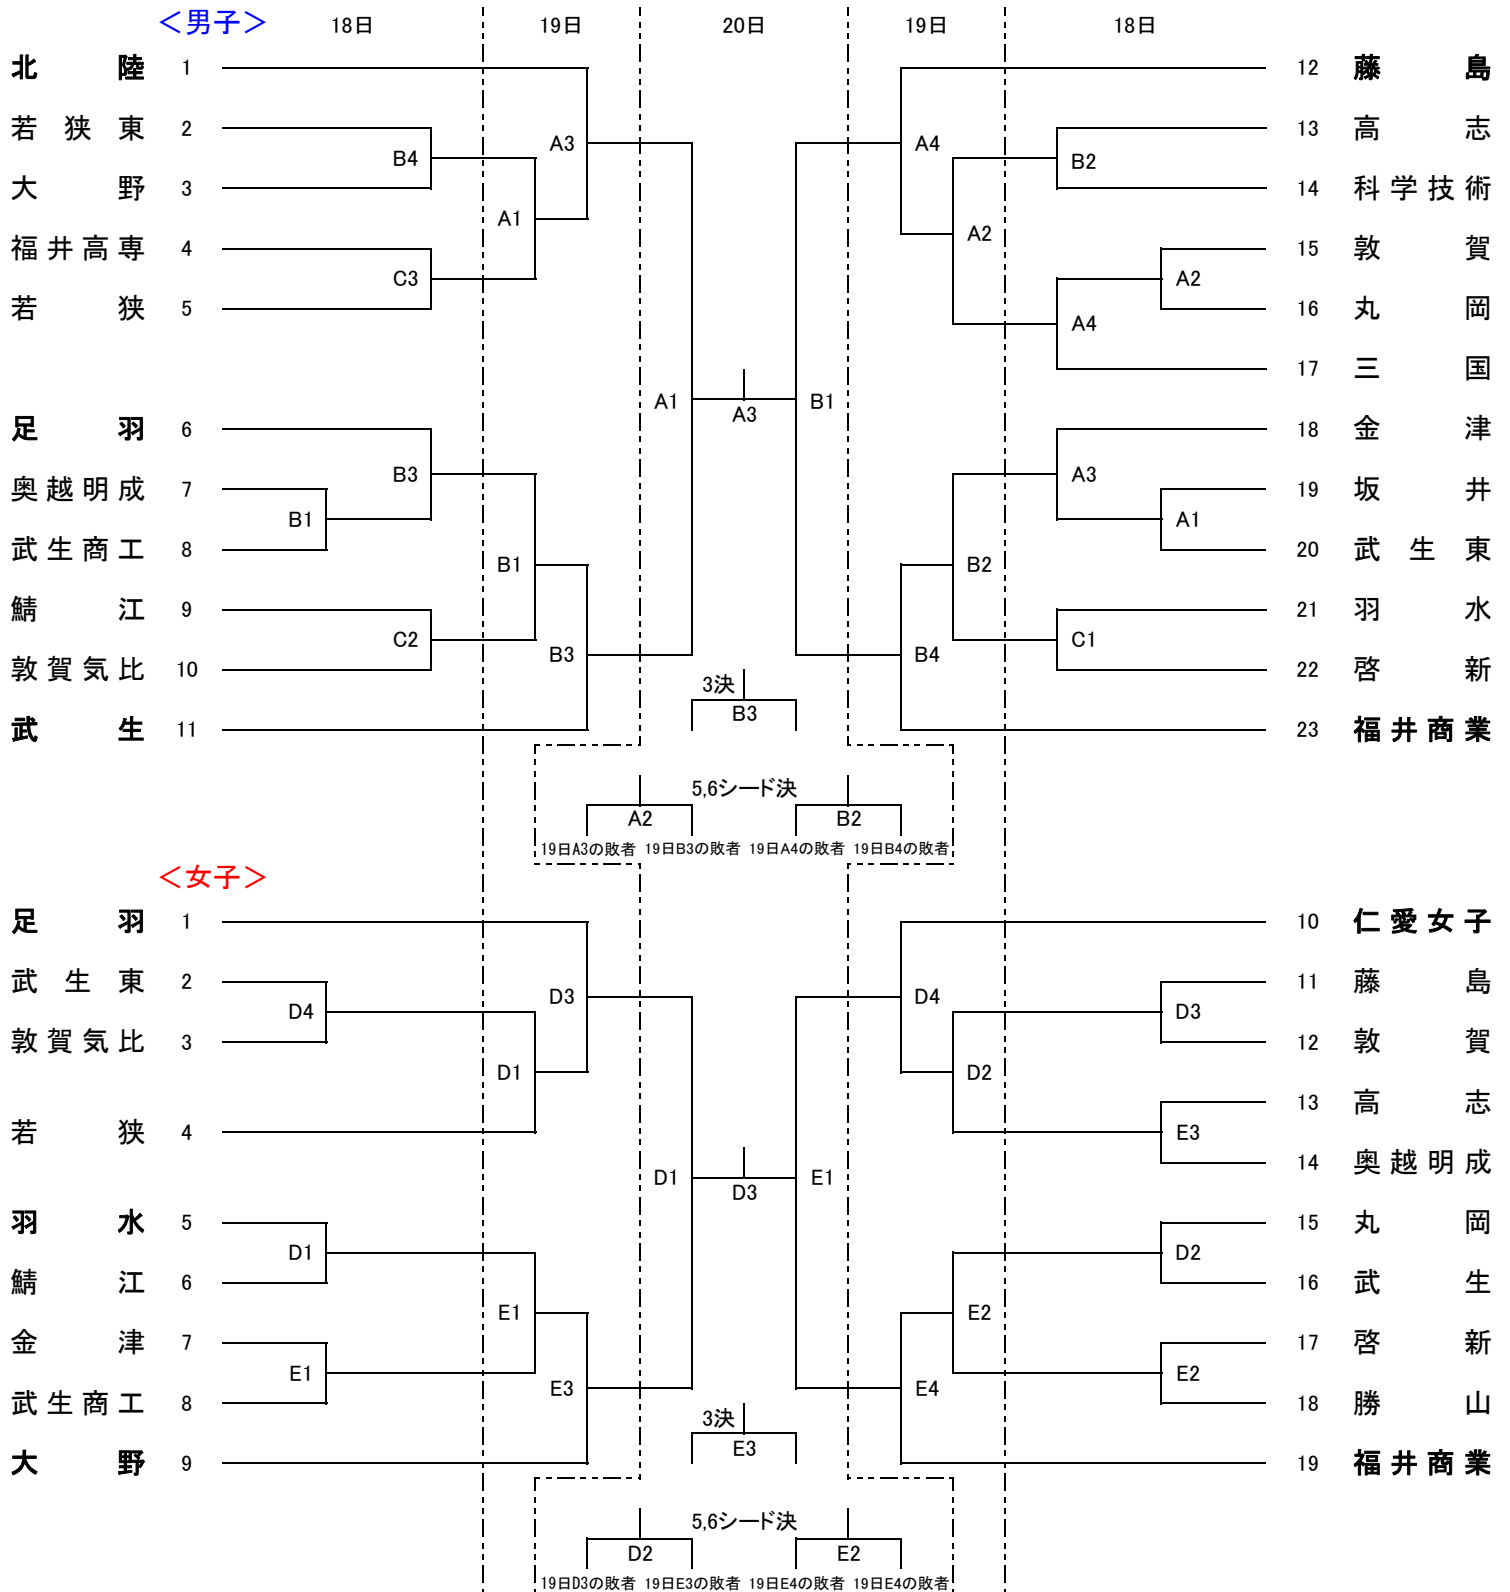 ＜男子＞ 18日 19日 20日 19日 18日
北陸 1 12 藤島
若狭東 2 A3 A4 13 高志
B4 B2
大野 3 14 科学技術
A1 A2
福井高専 4 15 敦賀
C3 A2
若狭 5 16 丸岡
A4
17 三国
A1 A3 B1
足羽 6 18 金津
B3 A3
奥越明成 7 19 坂井
B1 A1
武生商工 8 20 武生東
B1 B2
鯖江 9 21 羽水
C2 C1
敦賀気比 10 B3 B4 22 啓新
3決
B3
武生 11 23 福井商業
5,6シード決
A2 B2
19日A3の敗者 19日B3の敗者 19日A4の敗者 19日B4の敗者
＜女子＞
足羽 1 10 仁愛女子
武生東 2 D3 D4 11 藤島
D4 D3
敦賀気比 3 12 敦賀
D1 D2
13 高志
若狭 4 E3
14 奥越明成
D1 D3 E1
羽水 5 15 丸岡
D1 D2
鯖江 6 16 武生
E1 E2
金津 7 17 啓新
E1 E2
武生商工 8 E3 E4 18 勝山
3決
E3
大野 9 19 福井商業
5,6シード決
D2 E2
19日D3の敗者 19日E3の敗者 19日E4の敗者 19日E4の敗者